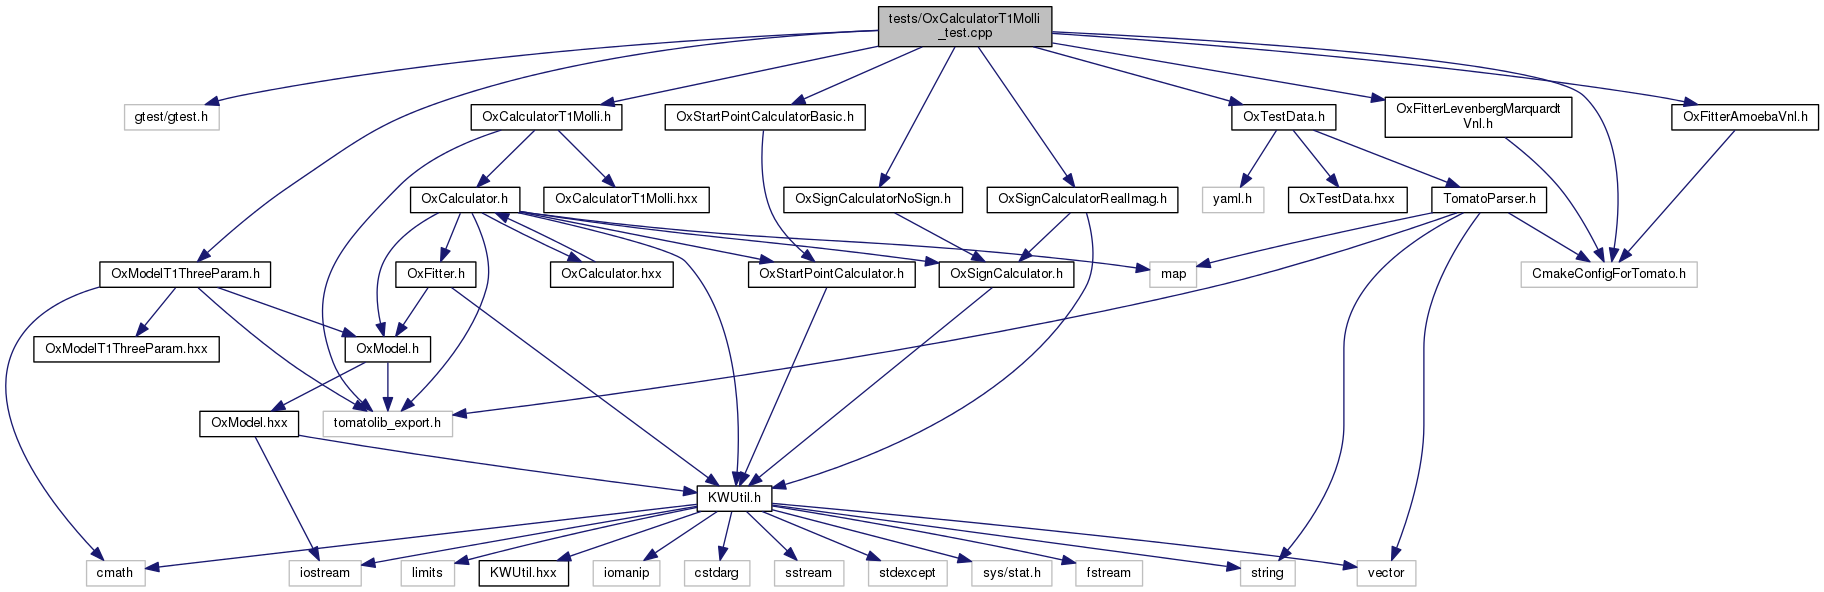 tests/OxCalculatorT1Molli
_test.cpp
gtest/gtest.h
OxCalculatorT1Molli.h
OxStartPointCalculatorBasic.h
OxTestData.h
OxFitterLevenbergMarquardt
Vnl.h
OxFitterAmoebaVnl.h
OxCalculator.h
OxCalculatorT1Molli.hxx
OxSignCalculatorNoSign.h
OxSignCalculatorRealImag.h
yaml.h
OxTestData.hxx
TomatoParser.h
OxModelT1ThreeParam.h
OxFitter.h
OxCalculator.hxx
OxStartPointCalculator.h
OxSignCalculator.h
map
CmakeConfigForTomato.h
OxModelT1ThreeParam.hxx
OxModel.h
OxModel.hxx
tomatolib_export.h
KWUtil.h
cmath
iostream
limits
KWUtil.hxx
iomanip
cstdarg
sstream
stdexcept
sys/stat.h
fstream
string
vector